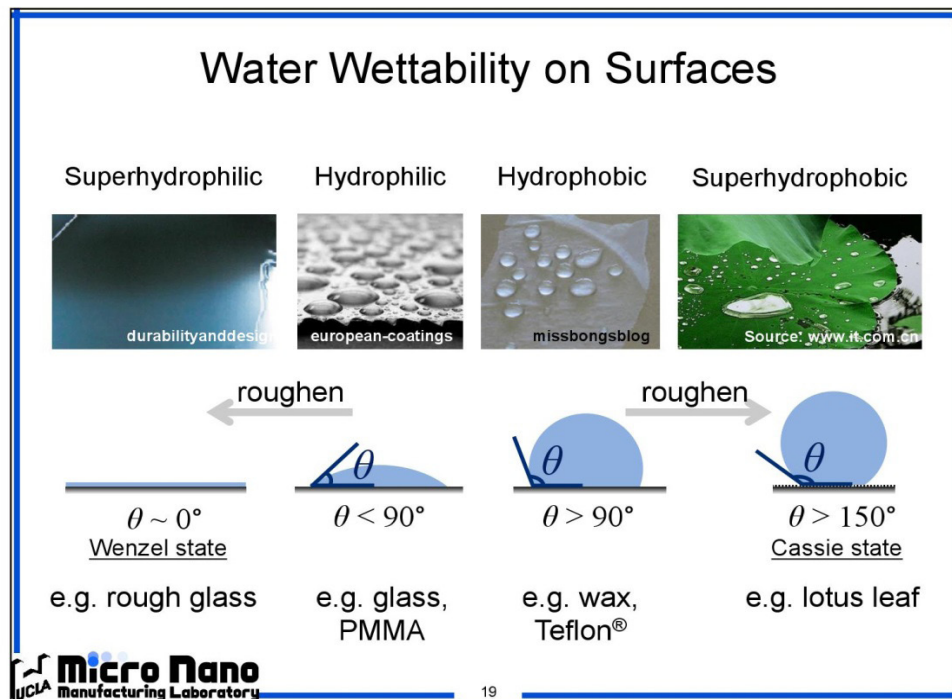 Water Wettability on Surfaces
Superhydrophilic
Hydrophilic
Hydrophobic
Superhydrophobic
durabilityanddesign
european-coatings
missbongsblog
Source: www.it.com.cn
roughen
roughen
θ
θ
θ
θ ~ 0°
θ < 90°
θ > 90°
θ > 150°
Wenzel state
Cassie state
e.g. rough glass
e.g. glass,
PMMA
e.g. wax,
Teflon®
e.g. lotus leaf
UCLA
Micro Nano
Manufacturing Laboratory
19